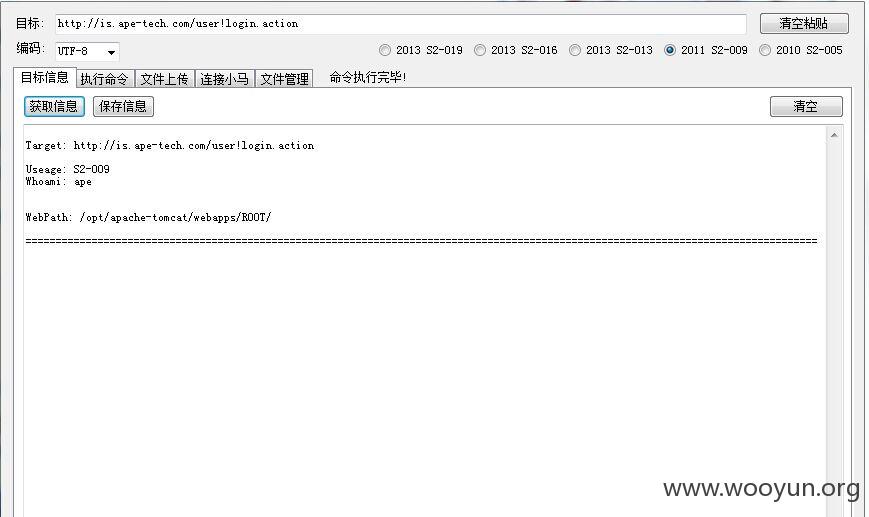 目标: http://is.ape-tech.com/user!login.action 清空粘贴
编码: UTF-8 2013 S2-019 2013 S2-016 2013 S2-013 2011 S2-009 2010 S2-005
目标信息 执行命令 文件上传 连接小马 文件管理 命令执行完毕!
获取信息 保存信息 清空
Target: http://is.ape-tech.com/user!login.action
Useage: S2-009
Whoami: ape
WebPath: /opt/apache-tomcat/webapps/ROOT/
====================================================================================================================================
www.wooyun.org